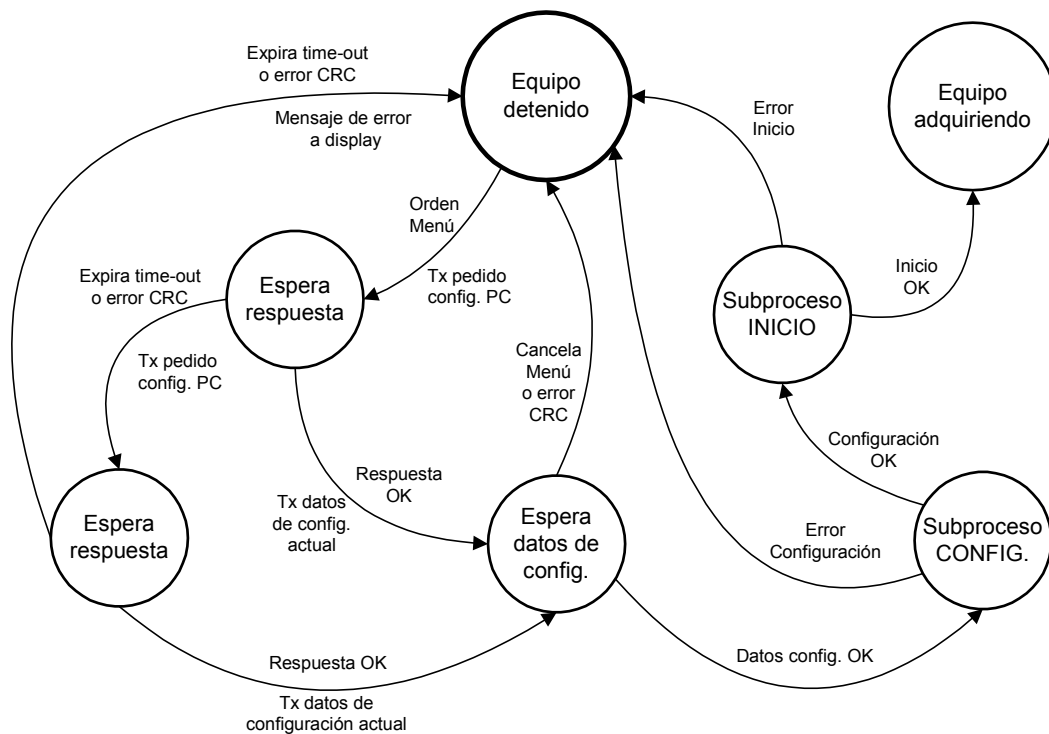 Expira time-out
o error CRC
Mensaje de error
a display
Equipo
detenido
Error
Inicio
Equipo
adquiriendo
Orden
Menú
Tx pedido
config. PC
Expira time-out
o error CRC
Espera
respuesta
Tx pedido
config. PC
Inicio
OK
Subproceso
INICIO
Cancela
Menú
o error
CRC
Configuración
OK
Respuesta
OK
Tx datos
de config.
actual
Espera
respuesta
Espera
datos de
config.
Error
Configuración
Subproceso
CONFIG.
Respuesta OK
Tx datos de
configuración actual
Datos config. OK